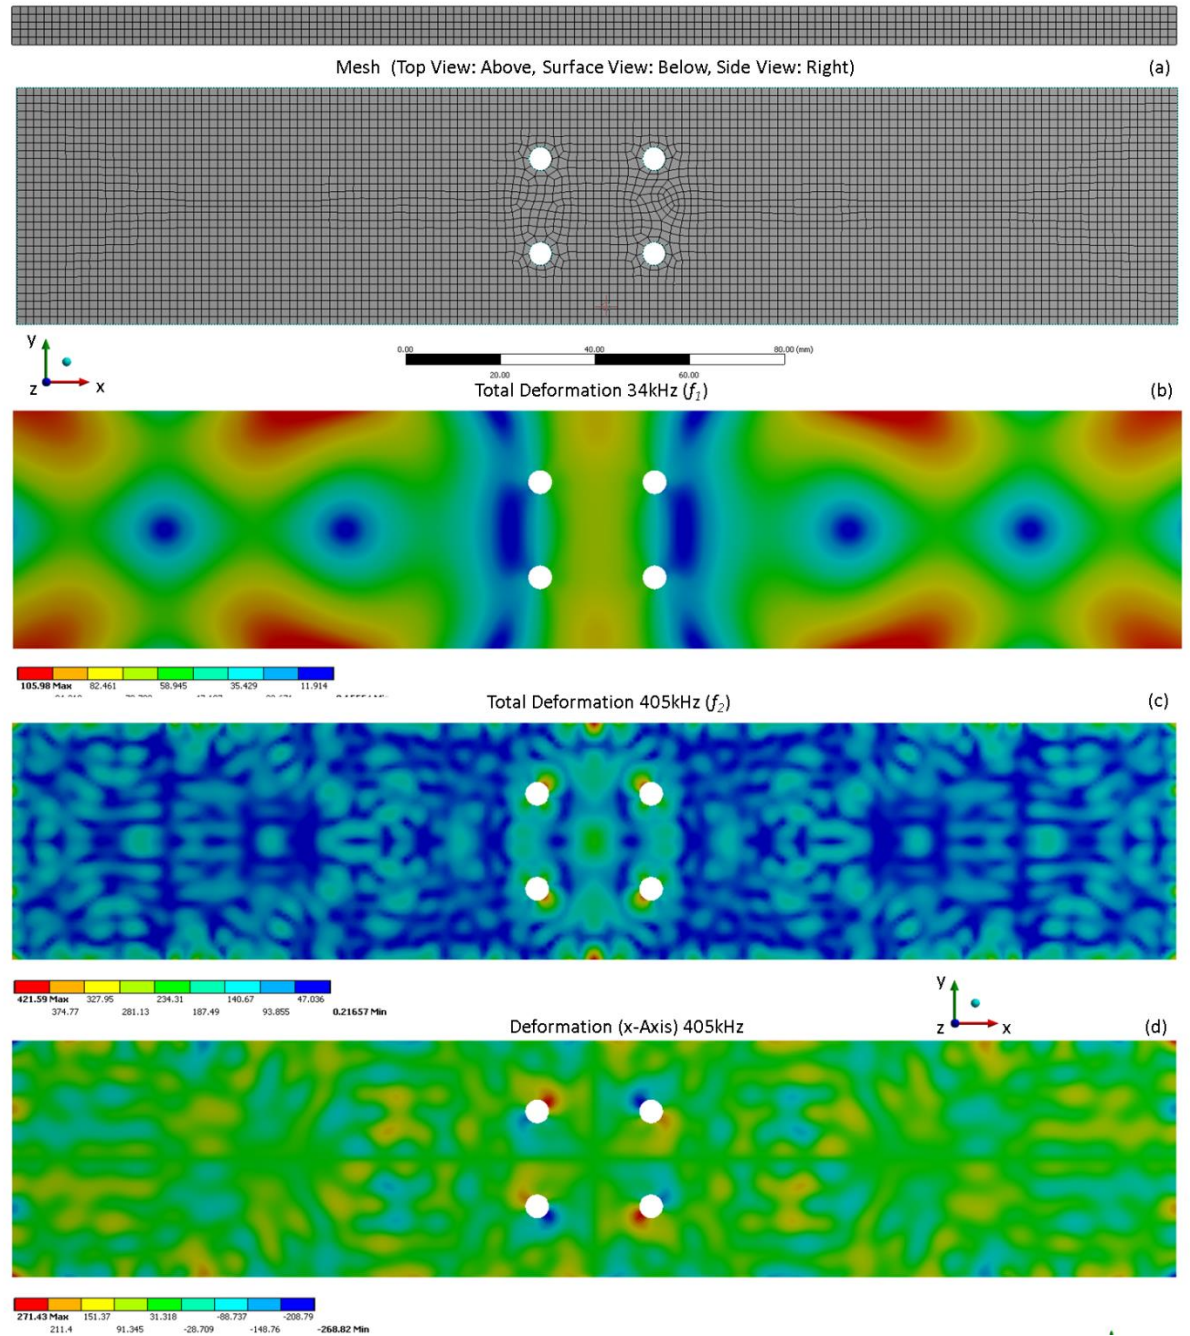 Mesh (Top View: Above, Surface View: Below, Side View: Right) (a)
y
z x
0.00 40.00 80.00 (mm)
20.00 60.00
Total Deformation 34kHz (f1) (b)
105.98 Max 82.461 58.945 35.429 11.914
Total Deformation 405kHz (f2) (c)
421.59 Max 327.95 234.31 140.67 47.036
374.77 281.13 187.49 93.855 0.21657 Min
y
z x
Deformation (x-Axis) 405kHz (d)
271.43 Max 151.37 31.318 -88.737 -208.79
211.4 91.345 -28.709 -148.76 -268.82 Min